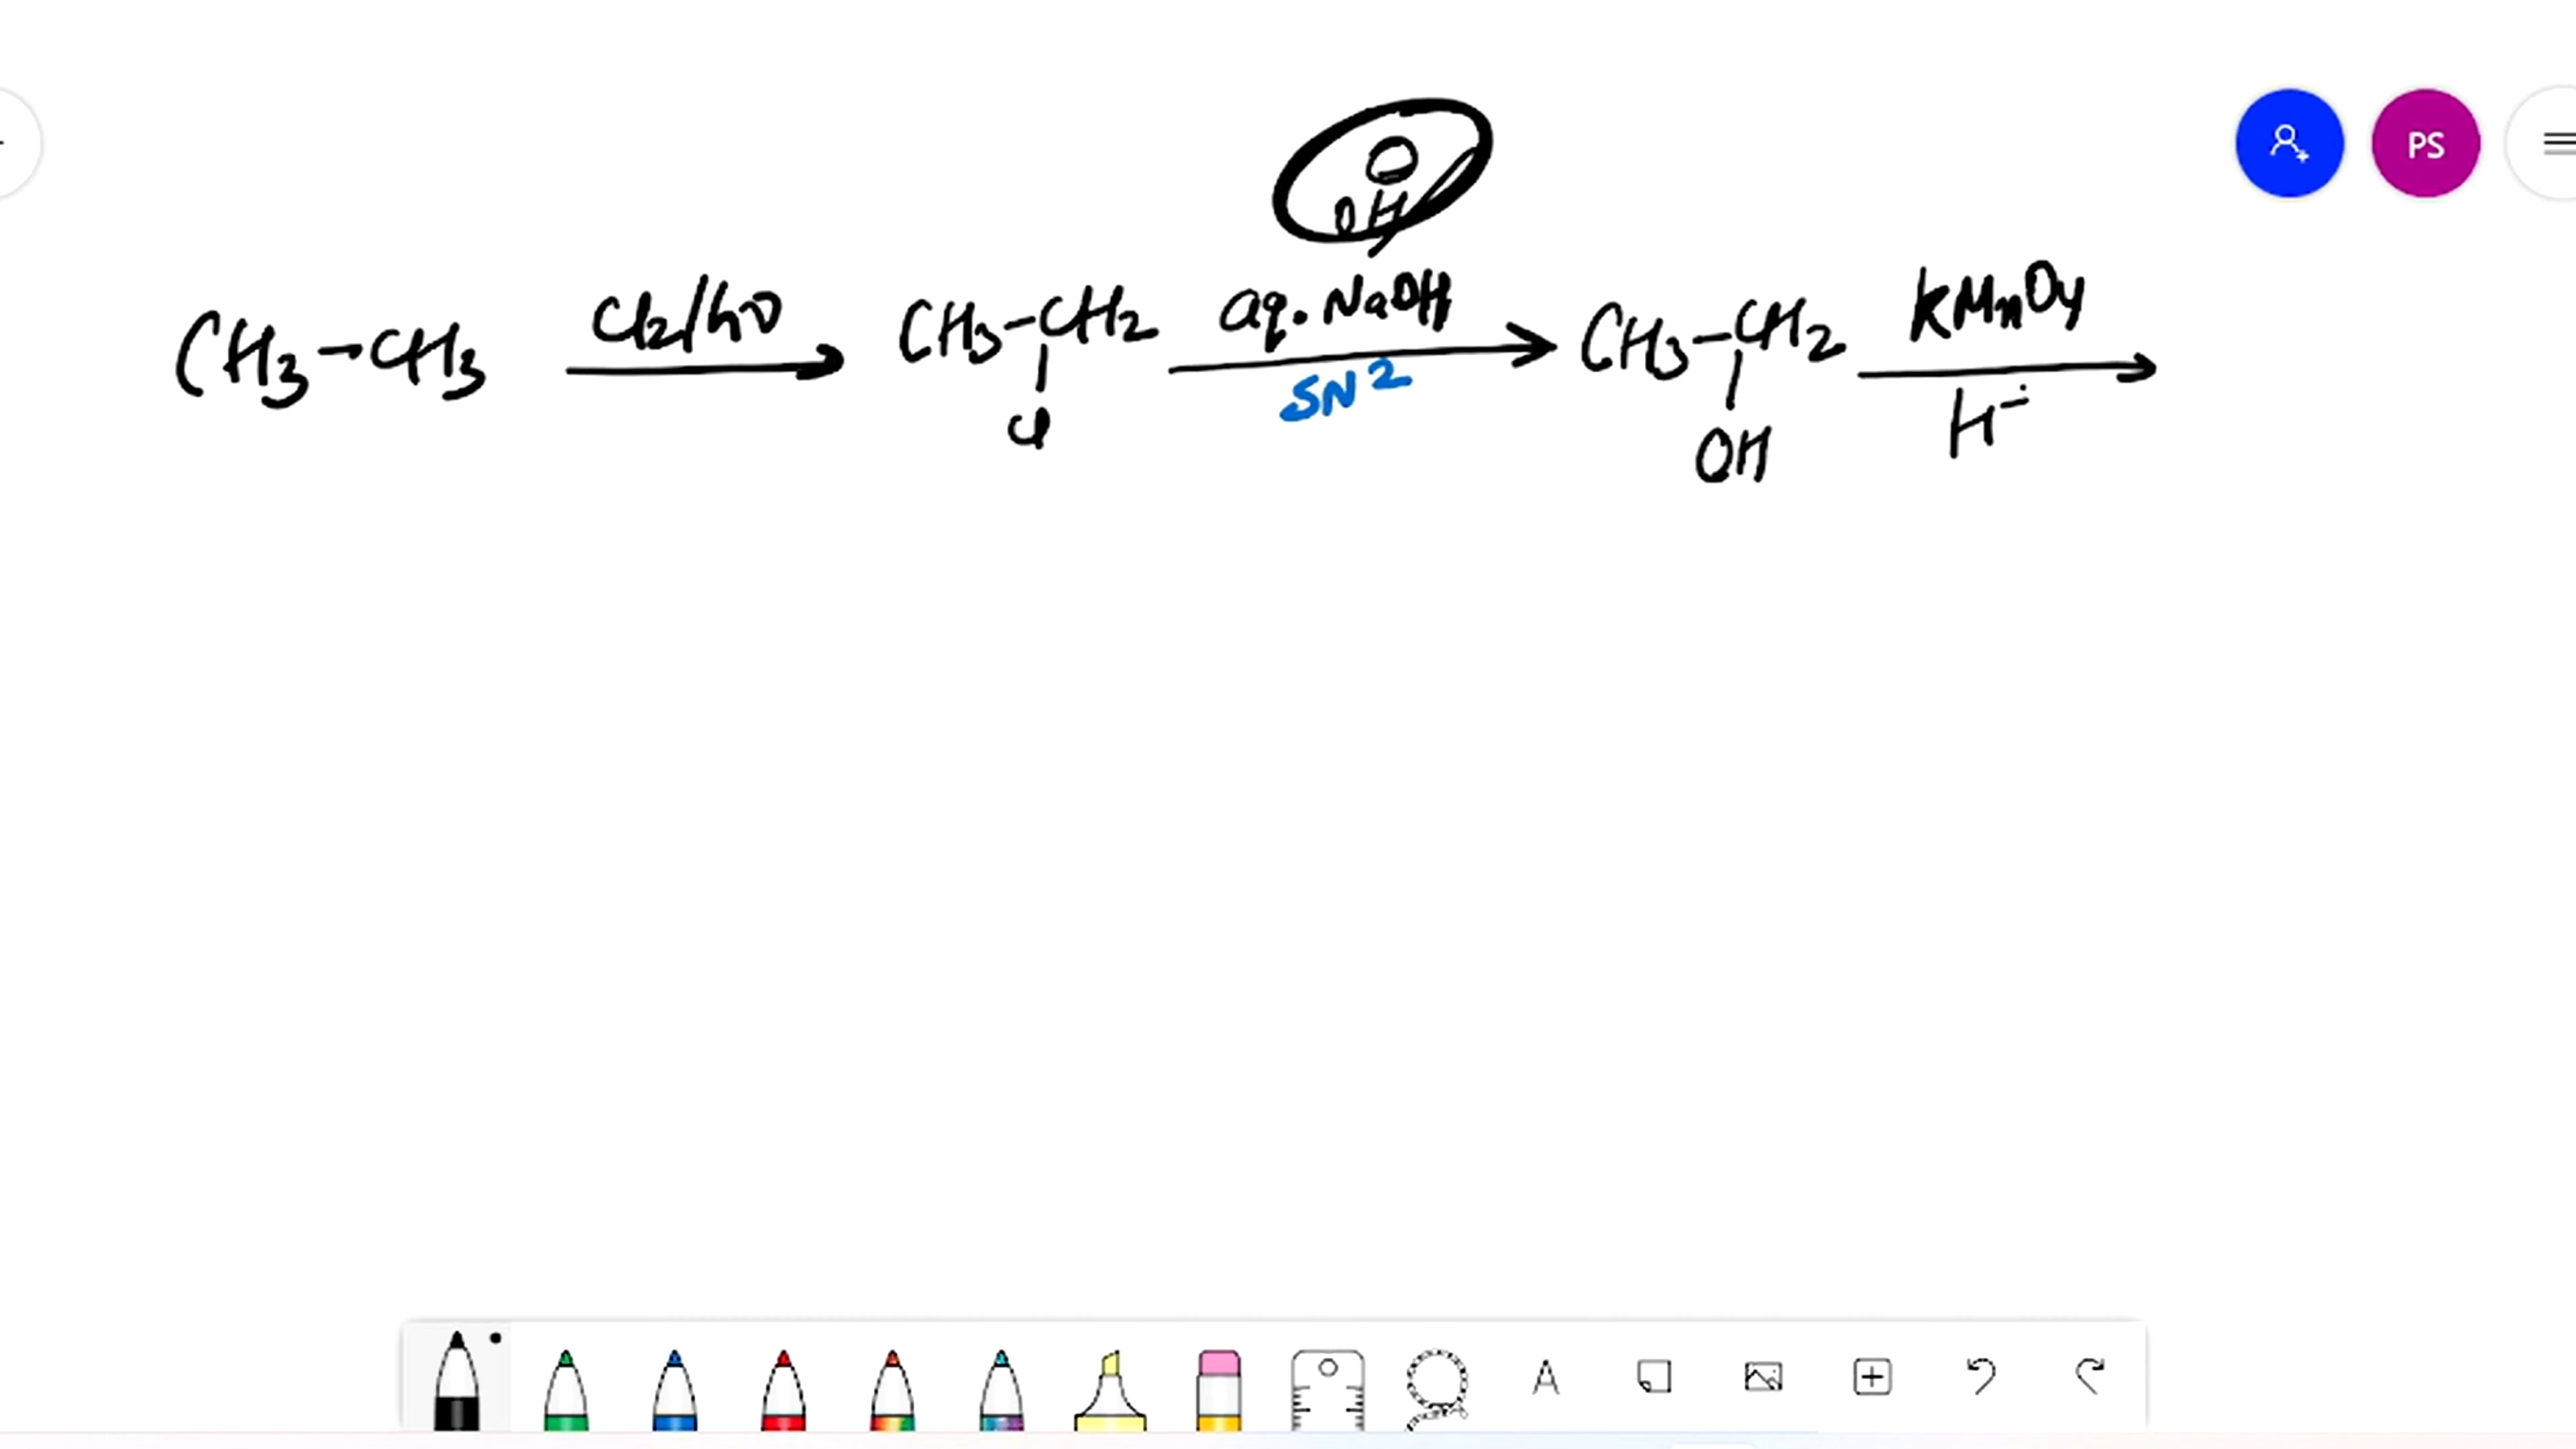 PS
⊖
OH
CH3-CH3 Cl2/hν CH3-CH2 aq. NaOH CH3-CH2 KMnO4
SN2 H
Cl OH
A